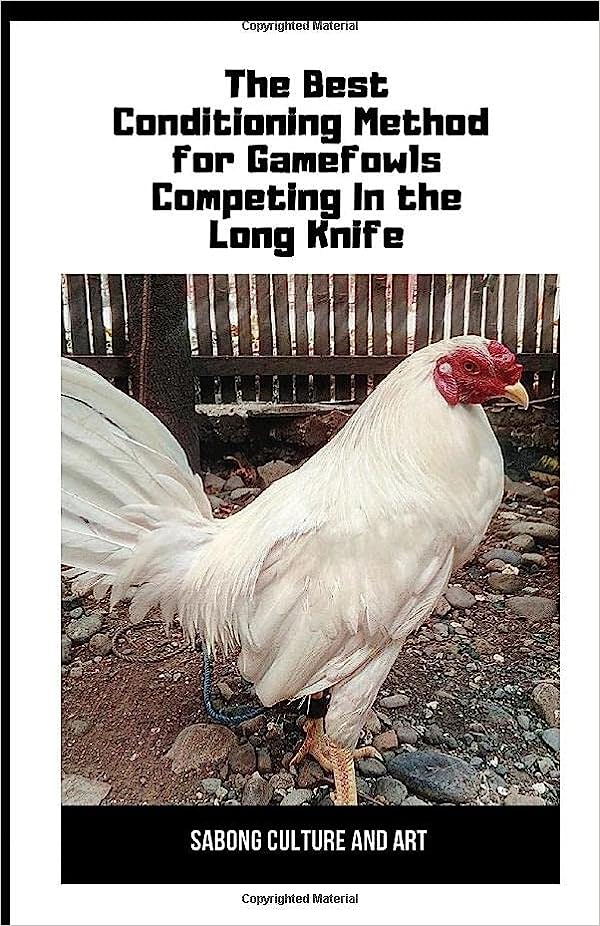 Copyrighted Material
The Best
Conditioning Method
for Gamefowls
Competing In the
Long Knife
SABONG CULTURE AND ART
Copyrighted Material